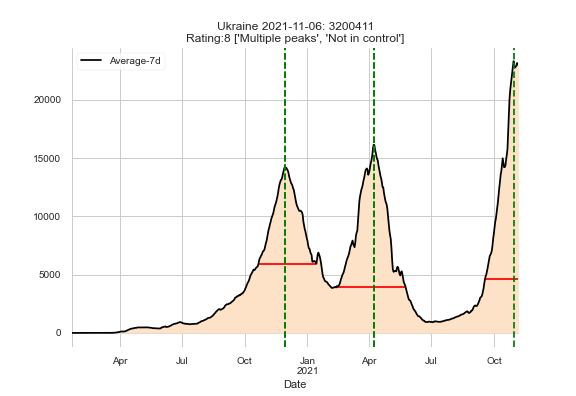 Ukraine 2021-11-06: 3200411
Rating:8 ['Multiple peaks', 'Not in control']
Average-7d
20000
15000
10000
5000
0
Apr
Jul
Oct
Jan
2021
Apr
Jul
Oct
Date